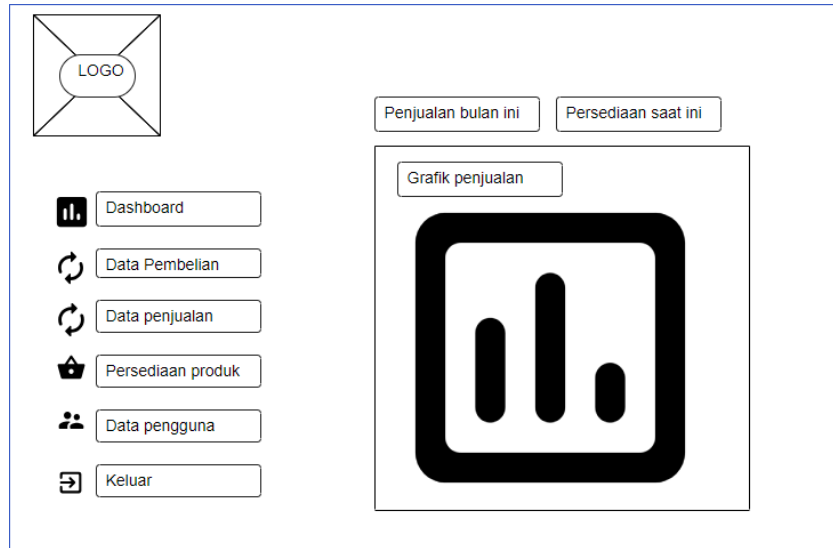 LOGO
Penjualan bulan ini
Persediaan saat ini
Grafik penjualan
Dashboard
Data Pembelian
Data penjualan
Persediaan produk
Data pengguna
Keluar